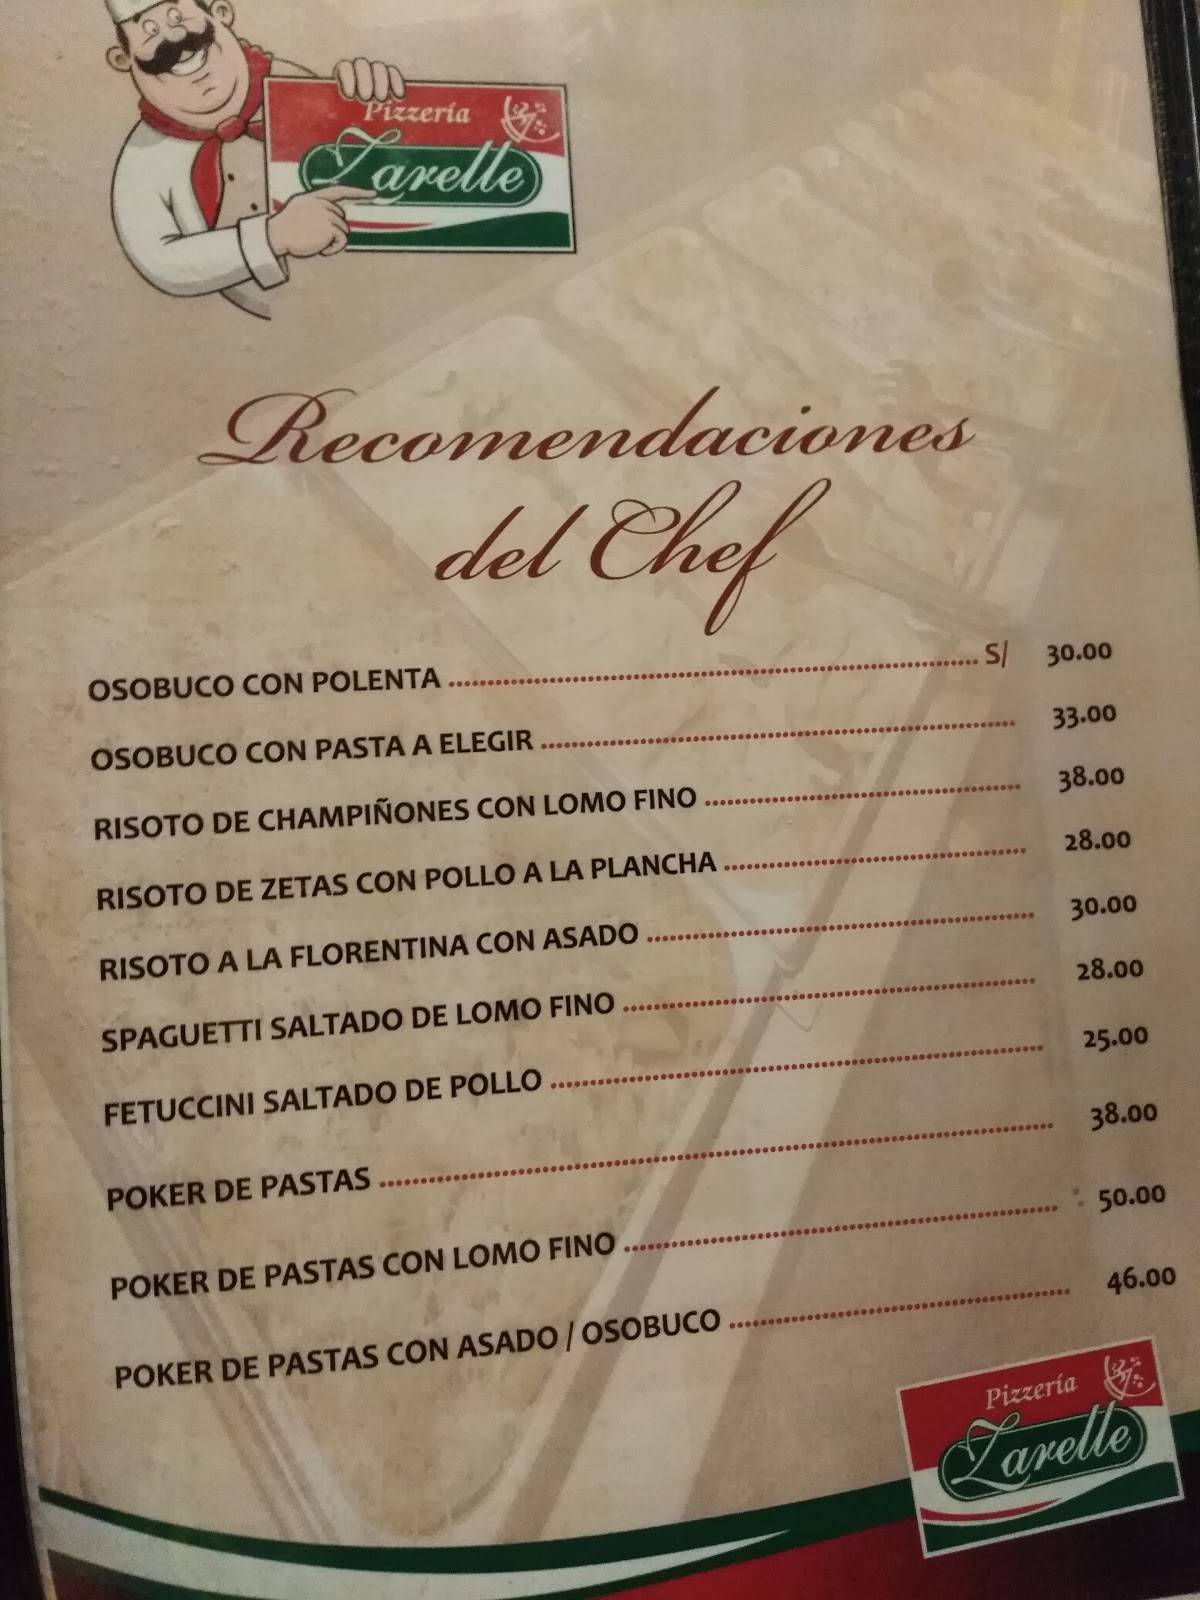 Pizzería
Zarelle
Recomendaciones
del Chef
OSOBUCO CON POLENTA ........ S/ 30.00
OSOBUCO CON PASTA A ELEGIR ........ 33.00
RISOTO DE CHAMPIÑONES CON LOMO FINO ........ 38.00
RISOTO DE ZETAS CON POLLO A LA PLANCHA ........ 28.00
RISOTO A LA FLORENTINA CON ASADO ........ 30.00
SPAGUETTI SALTADO DE LOMO FINO ........ 28.00
FETUCCINI SALTADO DE POLLO ........ 25.00
POKER DE PASTAS ........ 38.00
POKER DE PASTAS CON LOMO FINO ........ 50.00
POKER DE PASTAS CON ASADO / OSOBUCO ........ 46.00
Pizzería
Zarelle